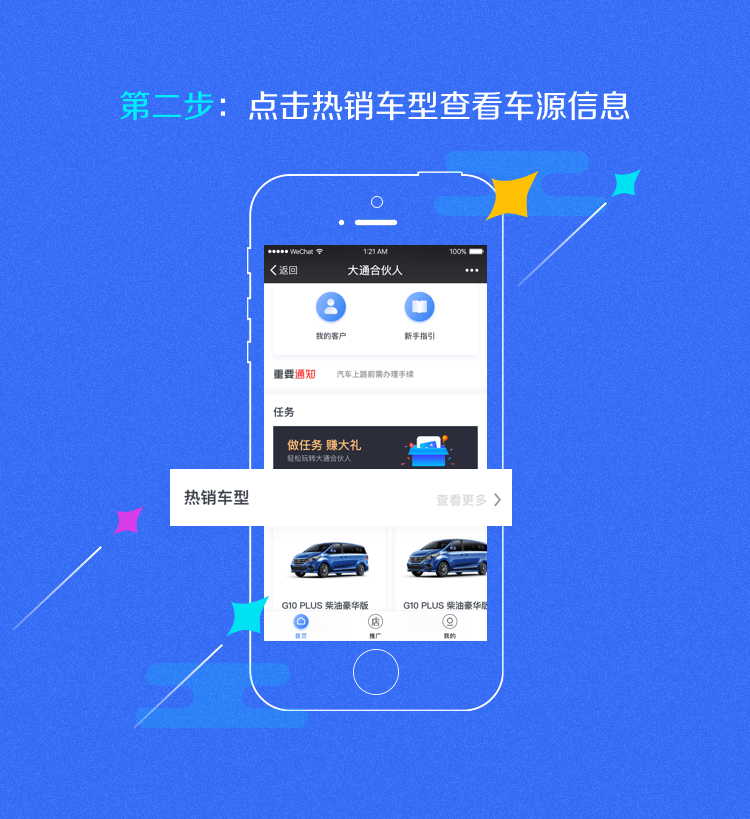 第二步：点击热销车型查看车源信息
WeChat 1:21 AM 100%
返回 大通合伙人
我的客户 新手指引
重要通知 汽车上路前需办理手续
任务
做任务 赚大礼
轻松玩转大通合伙人
热销车型 查看更多
G10 PLUS 柴油豪华版 G10 PLUS 柴油豪华版
店
首页 推广 我的